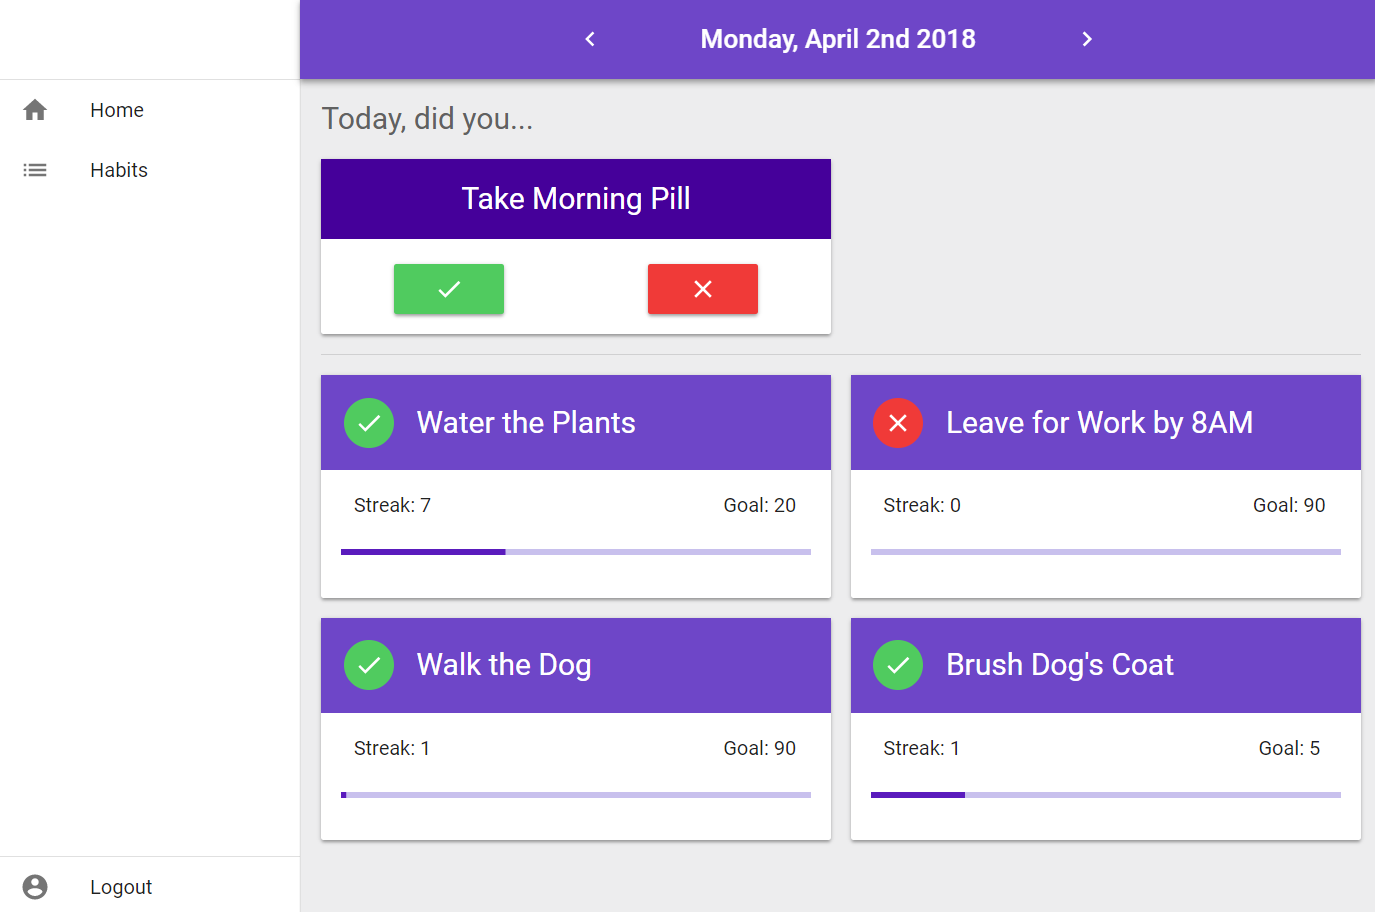 Monday, April 2nd 2018
Home
Habits
Logout
Today, did you...
Take Morning Pill
Water the Plants
Streak: 7
Goal: 20
Leave for Work by 8AM
Streak: 0
Goal: 90
Walk the Dog
Streak: 1
Goal: 90
Brush Dog's Coat
Streak: 1
Goal: 5